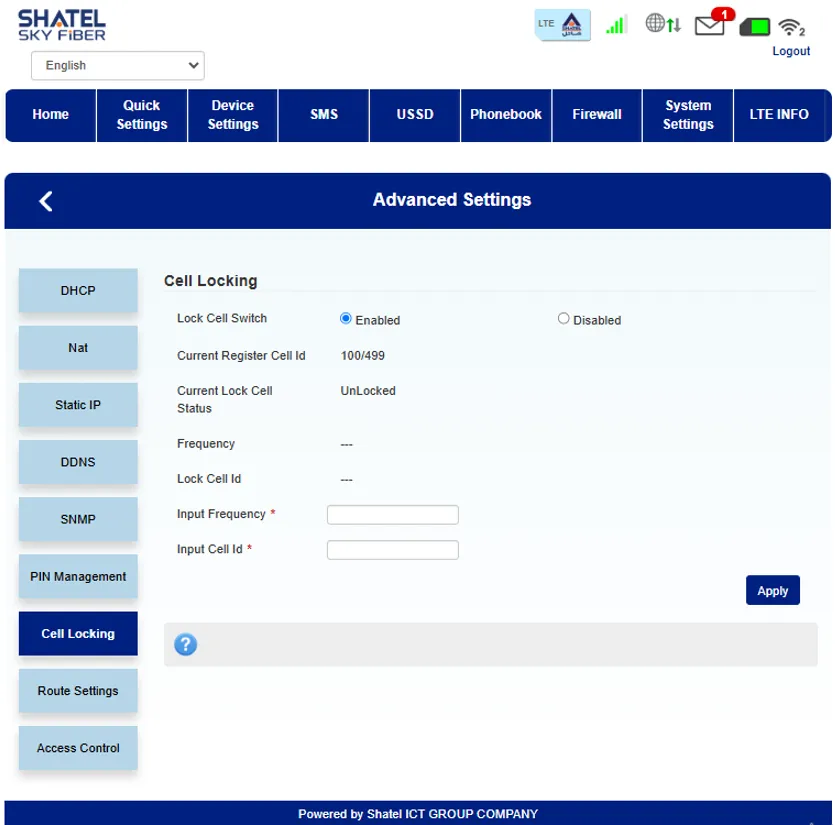 SHATEL
SKY FiBER
LTE
شاتل
1
2
Logout
English
Home
Quick Settings
Device Settings
SMS
USSD
Phonebook
Firewall
System Settings
LTE INFO
Advanced Settings
DHCP
Nat
Static IP
DDNS
SNMP
PIN Management
Cell Locking
Route Settings
Access Control
Cell Locking
Lock Cell Switch Enabled Disabled
Current Register Cell Id 100/499
Current Lock Cell Status UnLocked
Frequency ---
Lock Cell Id ---
Input Frequency *
Input Cell Id *
Apply
?
Powered by Shatel ICT GROUP COMPANY